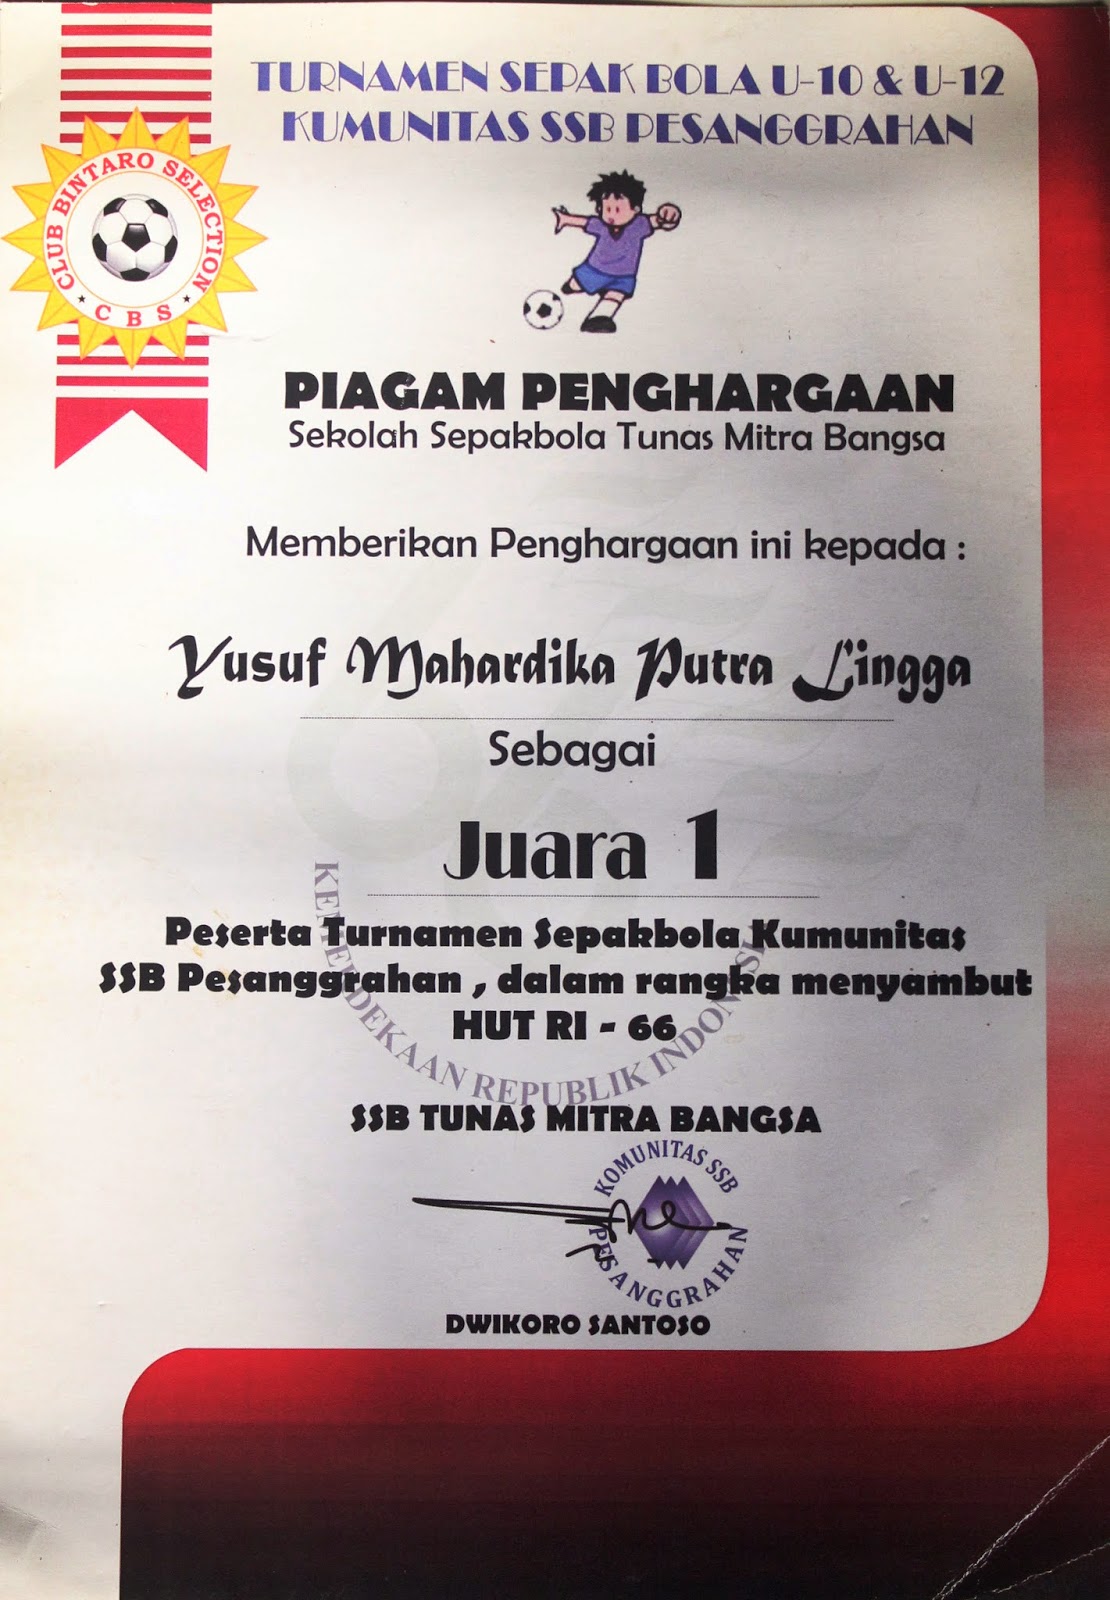 TURNAMEN SEPAK BOLA U-10 & U-12
KUMUNITAS SSB PESANGGRAHAN
CLUB BINTARO SELECTION
CBS
PIAGAM PENGHARGAAN
Sekolah Sepakbola Tunas Mitra Bangsa
Memberikan Penghargaan ini kepada :
Yusuf Mahardika Putra Lingga
Sebagai
Juara 1
Peserta Turnamen Sepakbola Kumunitas
SSB Pesanggrahan , dalam rangka menyambut
HUT RI - 66
KEMERDEKAAN REPUBLIK INDONESIA
SSB TUNAS MITRA BANGSA
KOMUNITAS SSB
PESANGGRAHAN
DWIKORO SANTOSO